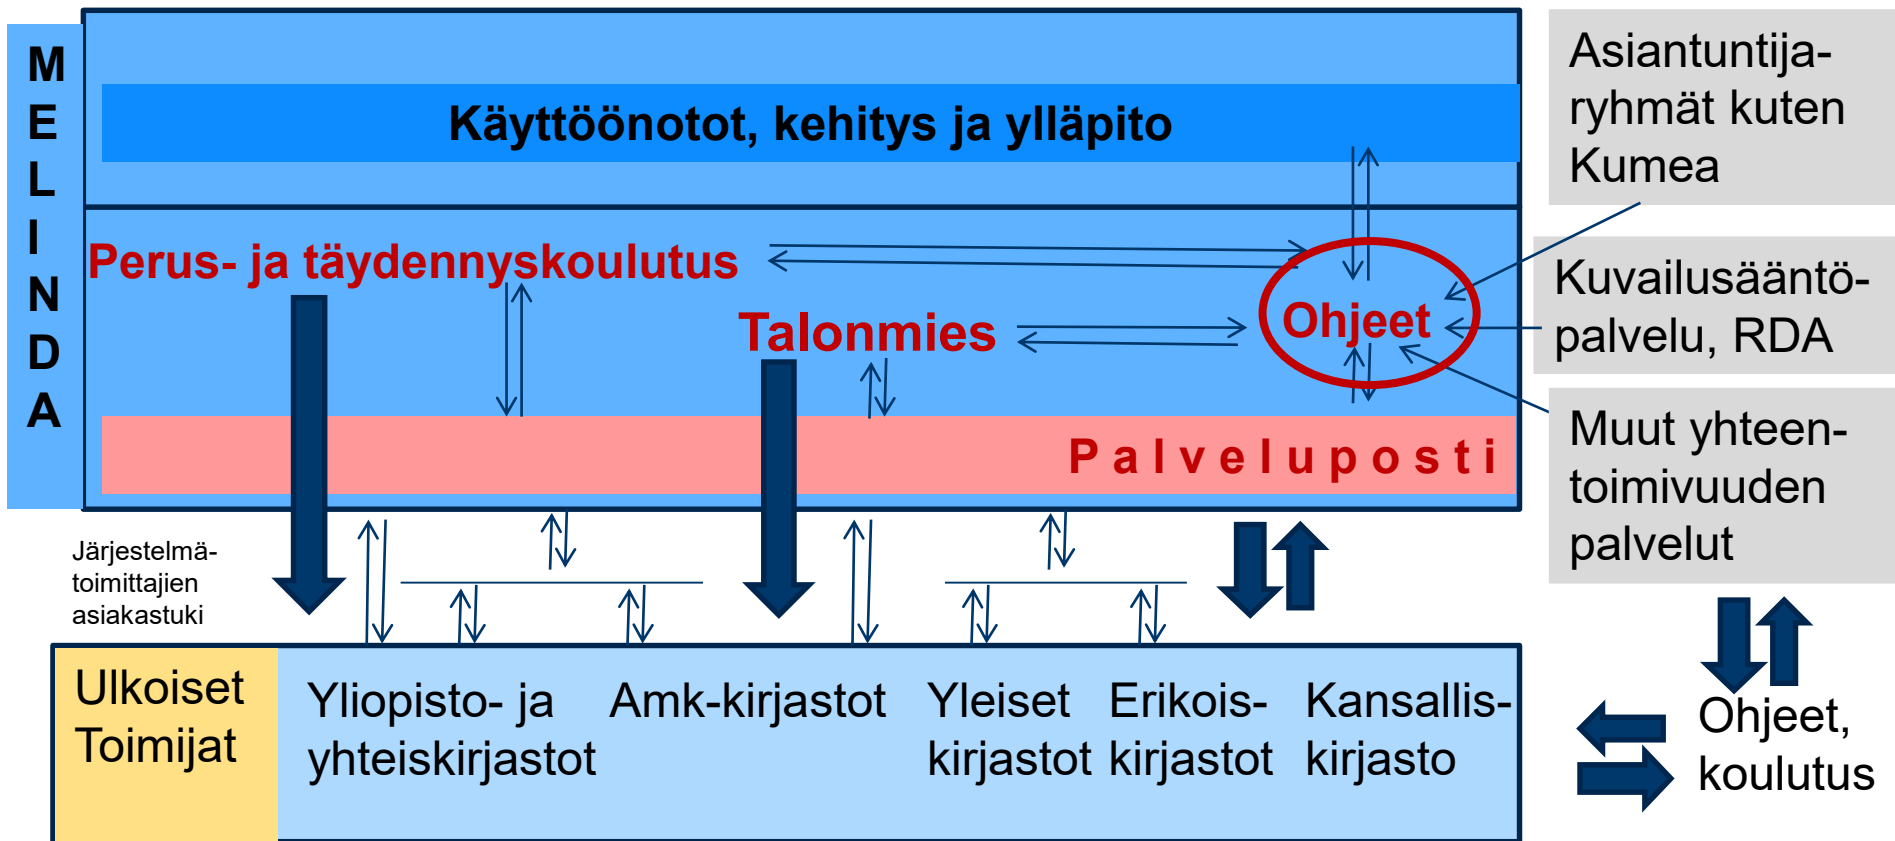 M
E
L
I
N
D
A
Käyttöönotot, kehitys ja ylläpito
Perus- ja täydennyskoulutus
Talonmies
Ohjeet
Palveluposti
Asiantuntija-
ryhmät kuten
Kumea
Kuvailusääntö-
palvelu, RDA
Muut yhteen-
toimivuuden
palvelut
Järjestelmä-
toimittajien
asiakastuki
Ulkoiset
Toimijat
Yliopisto- ja
yhteiskirjastot
Amk-kirjastot
Yleiset
kirjastot
Erikois-
kirjastot
Kansallis-
kirjasto
Ohjeet,
koulutus